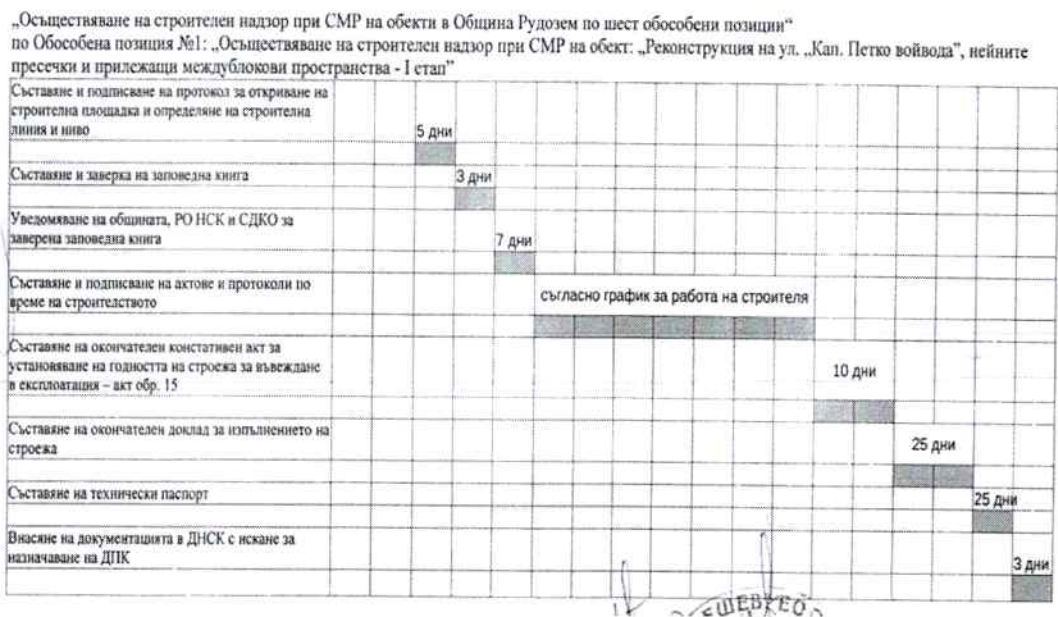 „Осъществяване на строителен надзор при СМР на обекти в Община Рудозем по шест обособени позиции“
по Обособена позиция №1: „Осъществяване на строителен надзор при СМР на обект: „Реконструкция на ул. „Кап. Петко войвода”, нейните
пресечки и прилежащи междублокови пространства - I етап”
Съставяне и подписване на протокол за откриване на
строителна площадка и определяне на строителна
линия и ниво
5 дни
Съставяне и заверка на заповедна книга
3 дни
Уведомяване на общината, РО НСК и СДКО за
заверена заповедна книга
7 дни
Съставяне и подписване на актове и протоколи по
време на строителството
съгласно график за работа на строителя
Съставяне на окончателен констативен акт за
установяване на годността на строежа за въвеждане
в експлоатация – акт обр. 15
10 дни
Съставяне на окончателен доклад за изпълнението на
строежа
25 дни
Съставяне на технически паспорт
25 дни
Внасяне на документацията в ДНСК с искане за
назначаване на ДПК
3 дни